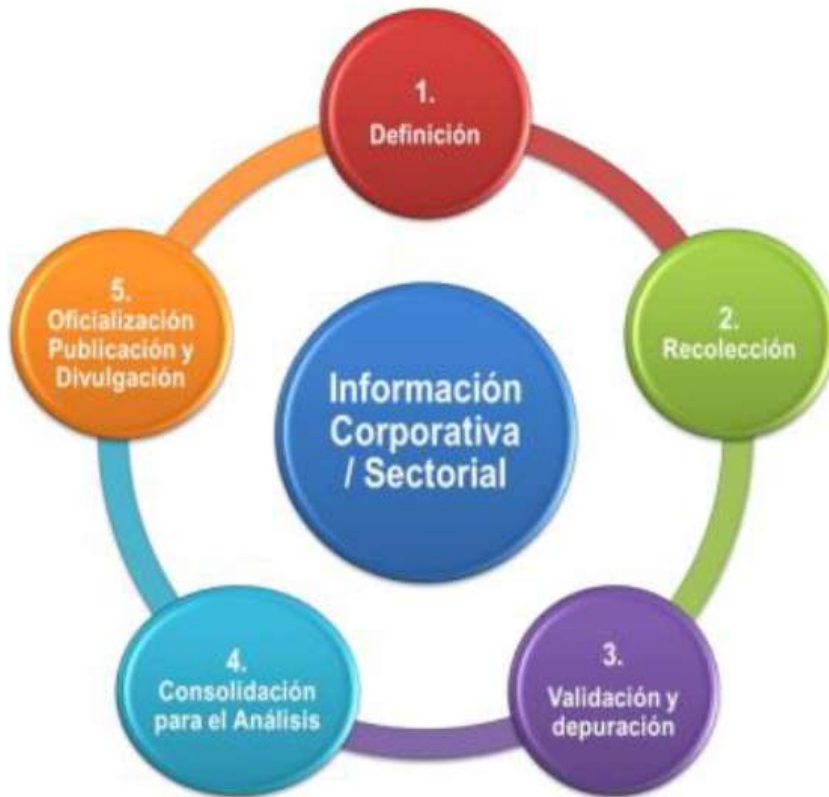 1.
Definición
2.
Recolección
3.
Validación y
depuración
4.
Consolidación
para el Análisis
5.
Oficialización
Publicación y
Divulgación
Información
Corporativa
/ Sectorial